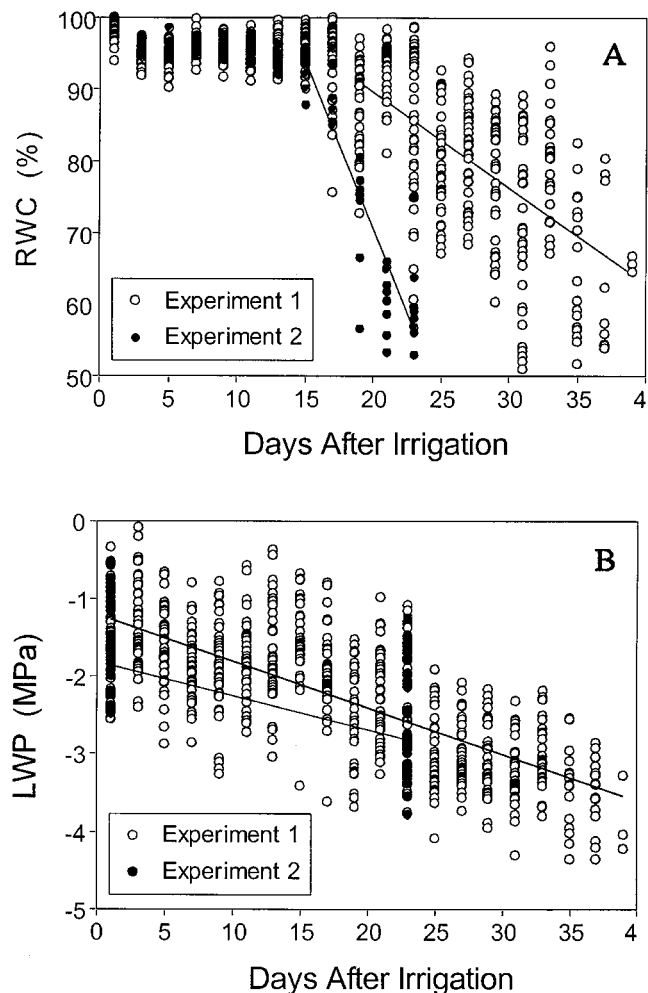 A
100
90
80
70
60
50
RWC (%)
Experiment 1
Experiment 2
0 5 10 15 20 25 30 35 4
Days After Irrigation
B
0
-1
-2
-3
-4
-5
LWP (MPa)
Experiment 1
Experiment 2
0 5 10 15 20 25 30 35 40
Days After Irrigation